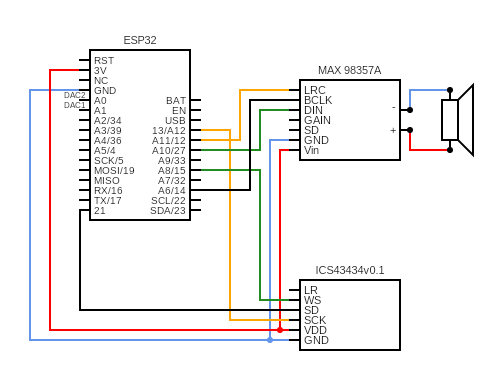 ESP32
RST
3V
NC
GND
DAC2
A0
DAC1
A1
A2/34
A3/39
A4/36
A5/4
SCK/5
MOSI/19
MISO
RX/16
TX/17
21
BAT
EN
USB
13/A12
A11/12
A10/27
A9/33
A8/15
A7/32
A6/14
SCL/22
SDA/23
MAX 98357A
LRC
BCLK
DIN
GAIN
SD
GND
Vin
-
+
ICS43434v0.1
LR
WS
SD
SCK
VDD
GND